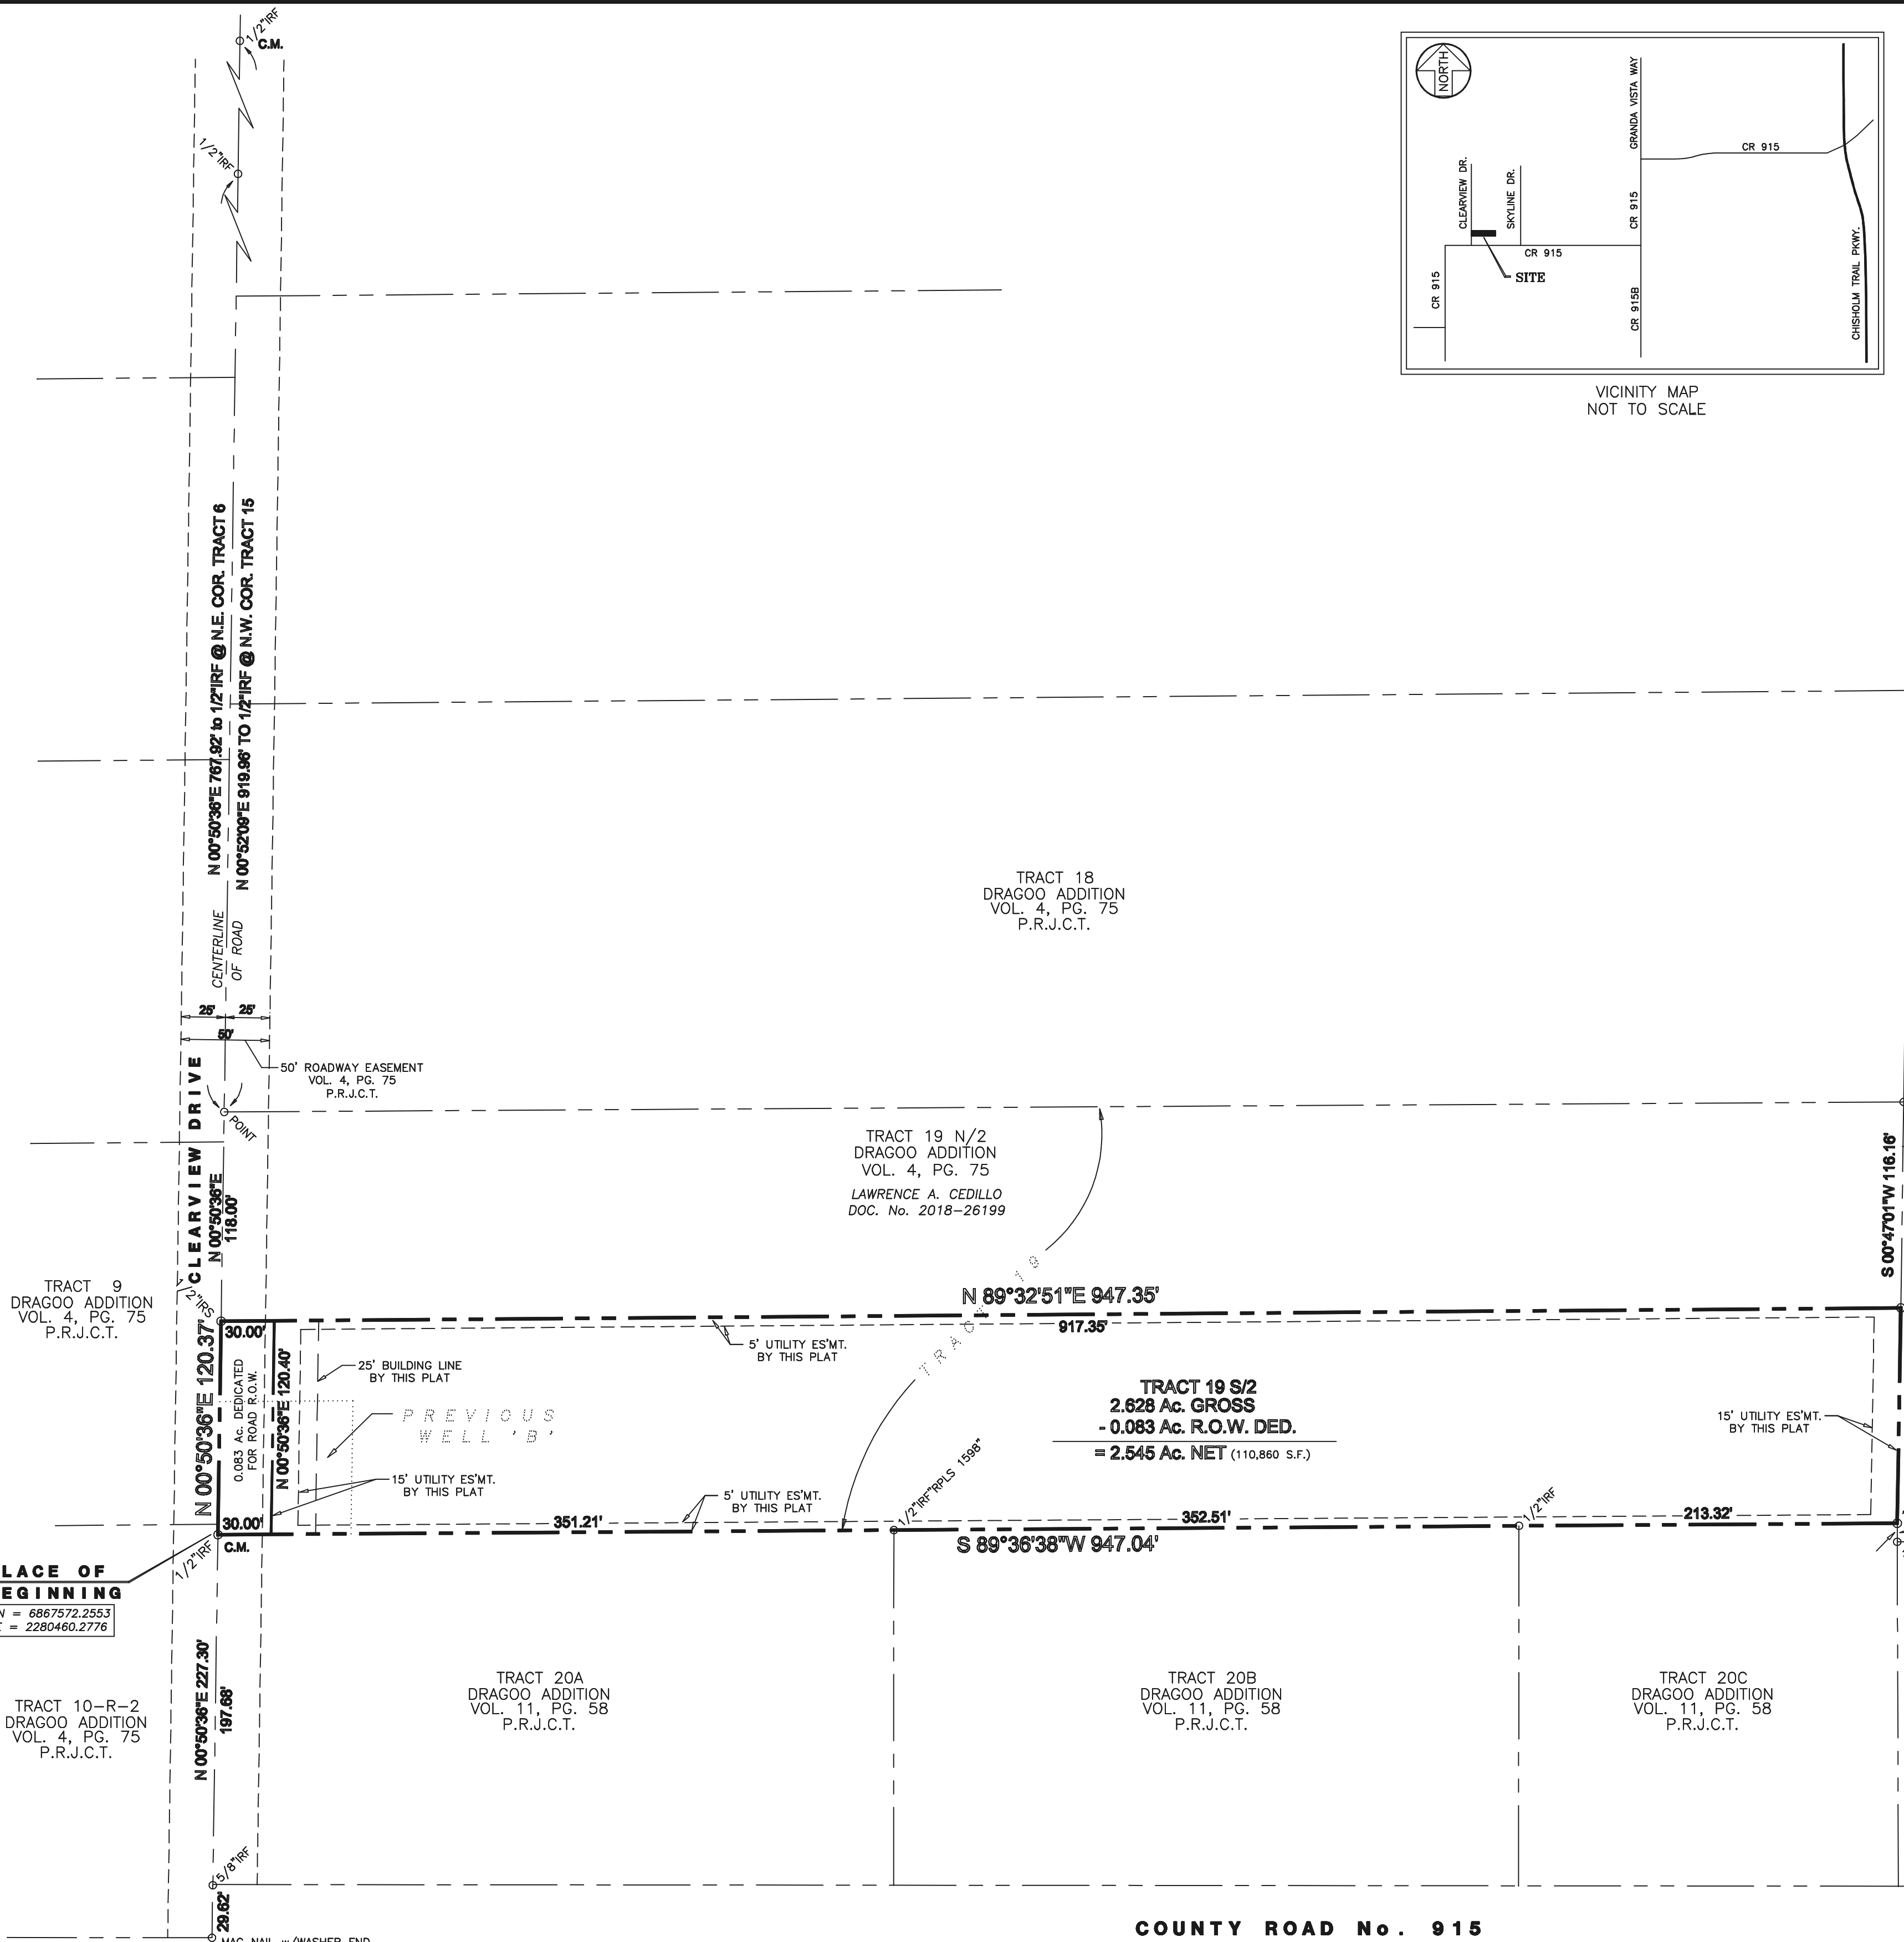 1/2"IRF
C.M.
1/2"IRF
NORTH
CLEARVIEW DR.
SKYLINE DR.
GRANDA VISTA WAY
CR 915
CR 915
CR 915
CR 915
CR 915B
SITE
CHISHOLM TRAIL PKWY.
VICINITY MAP
NOT TO SCALE
N 00°50'36"E 767.92' to 1/2"IRF @ N.E. COR. TRACT 6
N 00°52'09"E 919.96' TO 1/2"IRF @ N.W. COR. TRACT 15
CENTERLINE
OF ROAD
25'
25'
50'
50' ROADWAY EASEMENT
VOL. 4, PG. 75
P.R.J.C.T.
TRACT 18
DRAGOO ADDITION
VOL. 4, PG. 75
P.R.J.C.T.
POINT
CLEARVIEW DRIVE
N 00°50'36"E
118.00'
TRACT 19 N/2
DRAGOO ADDITION
VOL. 4, PG. 75
LAWRENCE A. CEDILLO
DOC. No. 2018-26199
S 00°47'01"W 116.16'
TRACT 9
DRAGOO ADDITION
VOL. 4, PG. 75
P.R.J.C.T.
1/2"IRS
N 89°32'51"E 947.35'
917.35'
TRACT 19
30.00'
N 00°50'36"E 120.37'
0.083 Ac. DEDICATED
FOR ROAD R.O.W.
N 00°50'36"E 120.40'
25' BUILDING LINE
BY THIS PLAT
5' UTILITY ES'MT.
BY THIS PLAT
PREVIOUS
WELL 'B'
TRACT 19 S/2
2.628 Ac. GROSS
- 0.083 Ac. R.O.W. DED.
= 2.545 Ac. NET (110,860 S.F.)
15' UTILITY ES'MT.
BY THIS PLAT
15' UTILITY ES'MT.
BY THIS PLAT
5' UTILITY ES'MT.
BY THIS PLAT
1/2"IRF"RPLS 1598"
1/2"IRF
30.00'
351.21'
352.51'
213.32'
S 89°36'38"W 947.04'
C.M.
1/2"IRF
LACE OF
EGINNING
N = 6867572.2553
= 2280460.2776
N 00°50'36"E 227.30'
197.68'
TRACT 10-R-2
DRAGOO ADDITION
VOL. 4, PG. 75
P.R.J.C.T.
TRACT 20A
DRAGOO ADDITION
VOL. 11, PG. 58
P.R.J.C.T.
TRACT 20B
DRAGOO ADDITION
VOL. 11, PG. 58
P.R.J.C.T.
TRACT 20C
DRAGOO ADDITION
VOL. 11, PG. 58
P.R.J.C.T.
5/8"IRF
29.62'
MAG NAIL w/WASHER FND
COUNTY ROAD No. 915